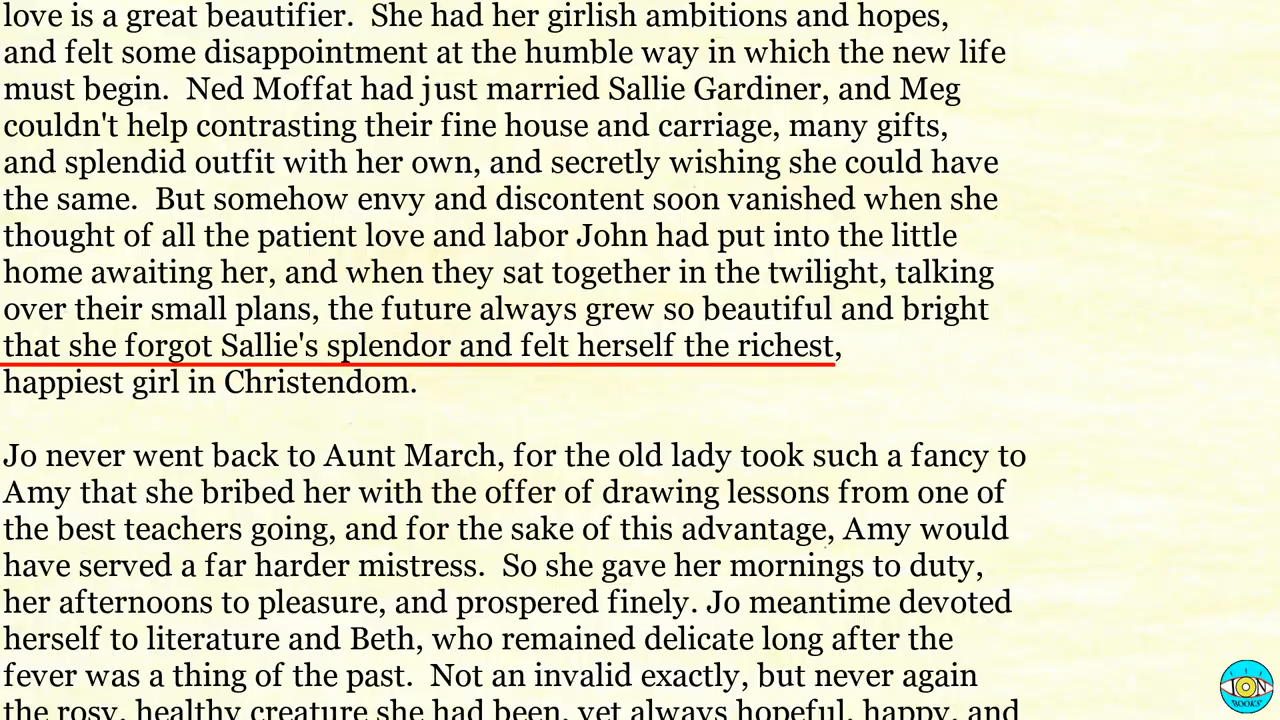 love is a great beautifier.  She had her girlish ambitions and hopes,
and felt some disappointment at the humble way in which the new life
must begin.  Ned Moffat had just married Sallie Gardiner, and Meg
couldn't help contrasting their fine house and carriage, many gifts,
and splendid outfit with her own, and secretly wishing she could have
the same.  But somehow envy and discontent soon vanished when she
thought of all the patient love and labor John had put into the little
home awaiting her, and when they sat together in the twilight, talking
over their small plans, the future always grew so beautiful and bright
that she forgot Sallie's splendor and felt herself the richest,
happiest girl in Christendom.

Jo never went back to Aunt March, for the old lady took such a fancy to
Amy that she bribed her with the offer of drawing lessons from one of
the best teachers going, and for the sake of this advantage, Amy would
have served a far harder mistress.  So she gave her mornings to duty,
her afternoons to pleasure, and prospered finely. Jo meantime devoted
herself to literature and Beth, who remained delicate long after the
fever was a thing of the past.  Not an invalid exactly, but never again
the rosy, healthy creature she had been, yet always hopeful, happy, and
BOOKS